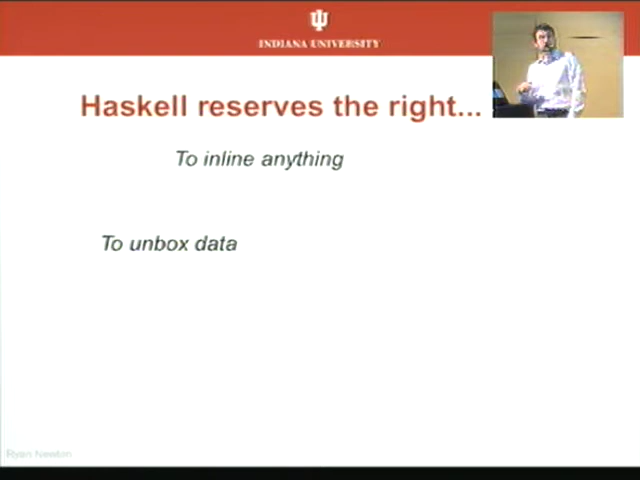 INDIANA UNIVERSITY
Haskell reserves the right...
To inline anything
To unbox data
Ryan Newton